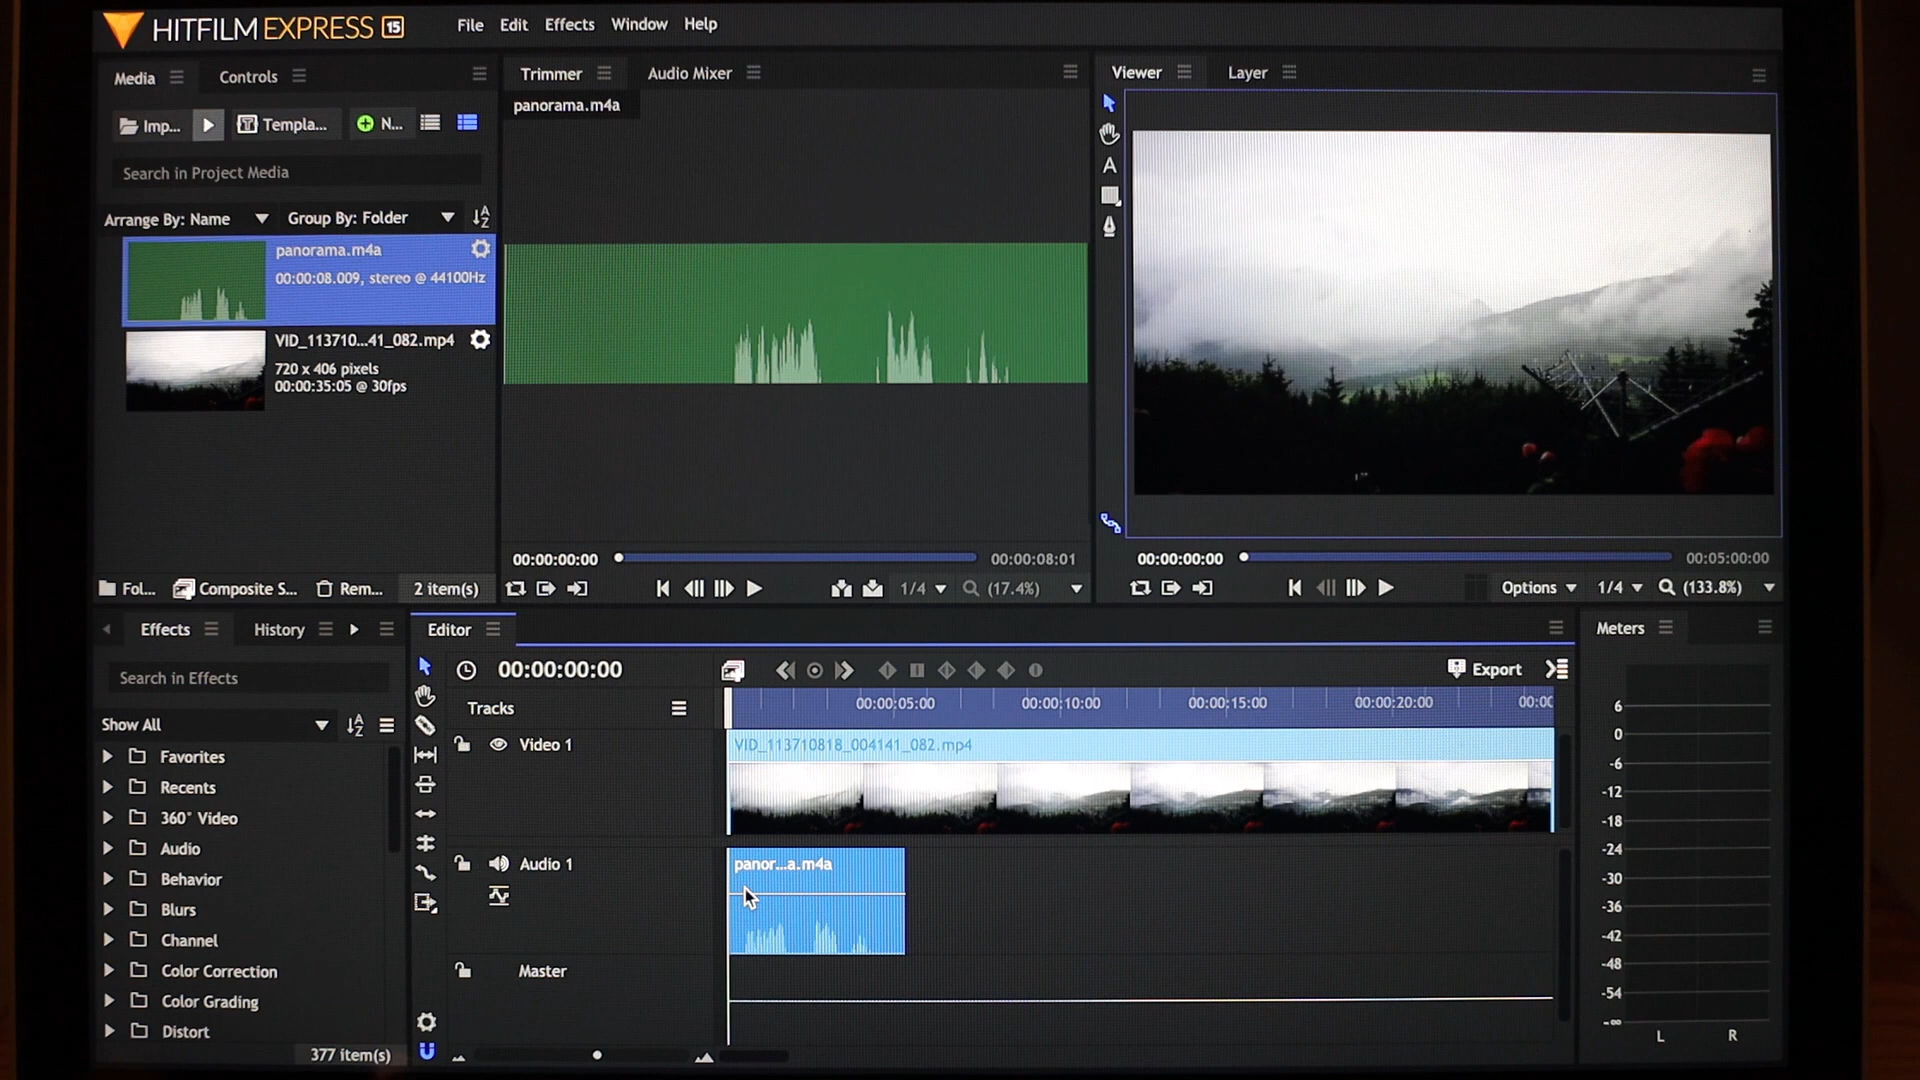 HITFILM EXPRESS 15
File Edit Effects Window Help
Media Controls
Imp... Templa... N...
Search in Project Media
Arrange By: Name Group By: Folder
panorama.m4a
00:00:08.009, stereo @ 44100Hz
VID_113710...41_082.mp4
720 x 406 pixels
00:00:35:05 @ 30fps
Fol... Composite S... Rem... 2 item(s)
Trimmer Audio Mixer
panorama.m4a
00:00:00:00 00:00:08:01
1/4 (17.4%)
Viewer Layer
A
00:00:00:00 00:05:00:00
Options 1/4 (133.8%)
Effects History
Search in Effects
Show All
Favorites
Recents
360° Video
Audio
Behavior
Blurs
Channel
Color Correction
Color Grading
Distort
377 item(s)
Editor
00:00:00:00 Export
Tracks 00:00:05:00 00:00:10:00 00:00:15:00 00:00:20:00 00:0
Video 1 VID_113710818_004141_082.mp4
Audio 1 panor...a.m4a
Master
Meters
6
0
-6
-12
-18
-24
-30
-36
-42
-48
-54
-∞
L R